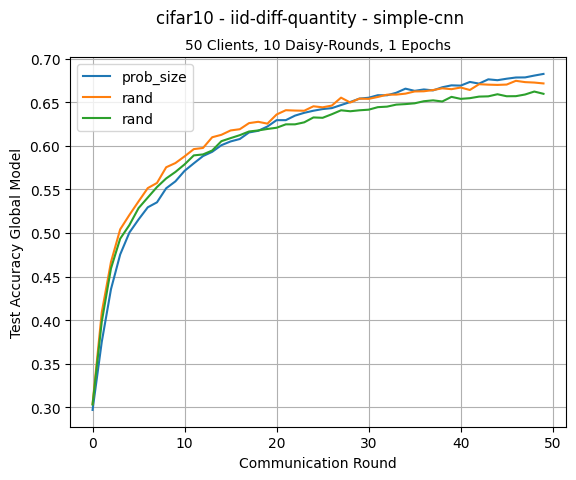 cifar10 - iid-diff-quantity - simple-cnn
50 Clients, 10 Daisy-Rounds, 1 Epochs
prob_size
rand
rand
Test Accuracy Global Model
0.70
0.65
0.60
0.55
0.50
0.45
0.40
0.35
0.30
0 10 20 30 40 50
Communication Round